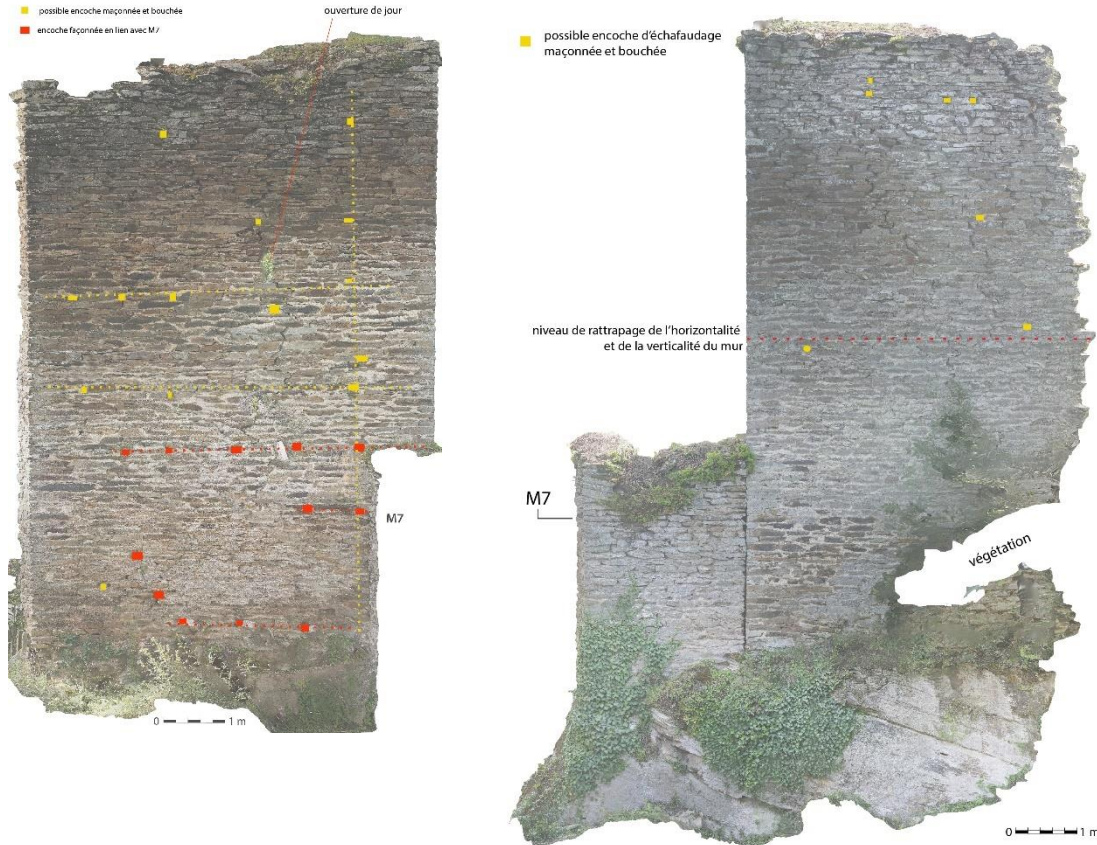 possible encoche maçonnée et bouchée
encoche façonnée en lien avec M7
ouverture de jour
M7
0 1 m
possible encoche d'échafaudage
maçonnée et bouchée
niveau de rattrapage de l'horizontalité
et de la verticalité du mur
M7
végétation
0 1 m